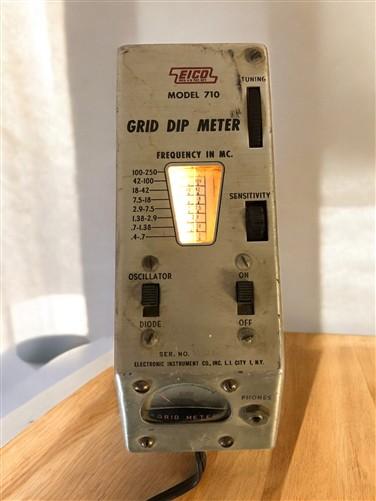 EICO
TUNING
MODEL 710
GRID DIP METER
FREQUENCY IN MC.
100-250
42-100
18-42
7.5-18
2.9-7.5
1.38-2.9
.7-1.38
.4-.7
SENSITIVITY
OSCILLATOR
ON
DIODE
OFF
SER. NO.
ELECTRONIC INSTRUMENT CO., INC. L.I. CITY 1, N.Y.
PHONES
GRID METER